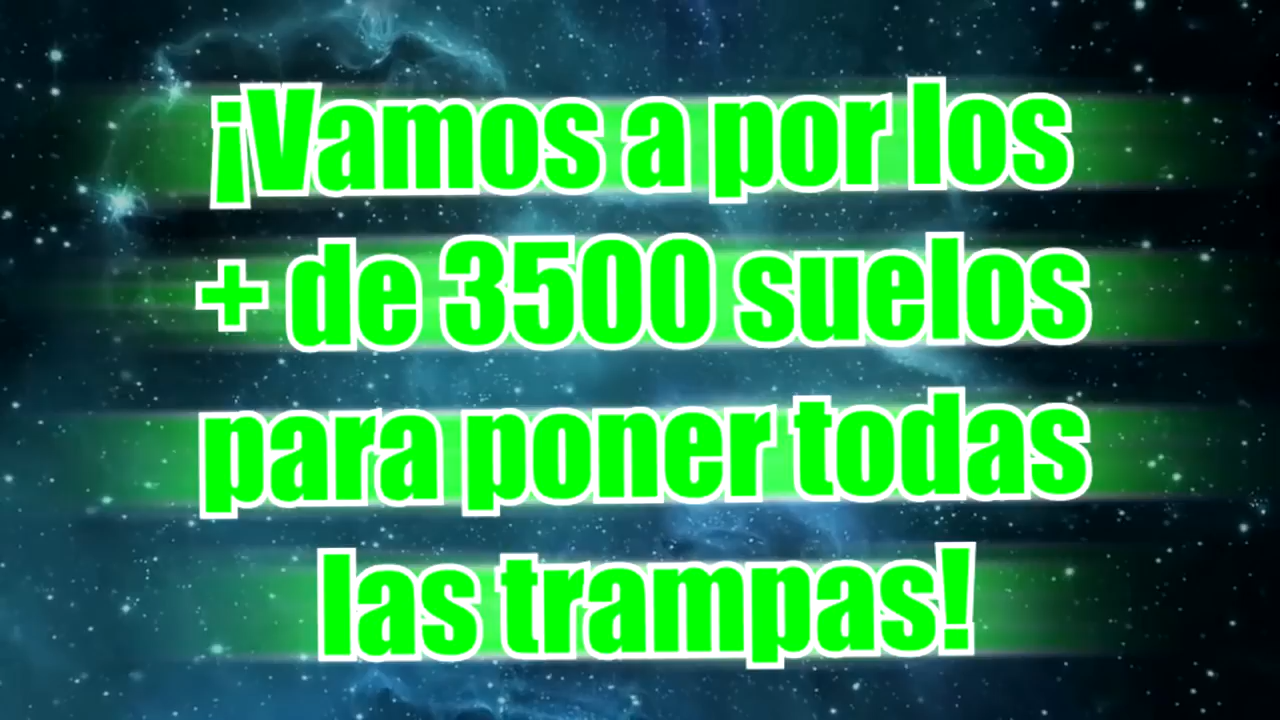 ¡Vamos a por los
+ de 3500 suelos
para poner todas
las trampas!